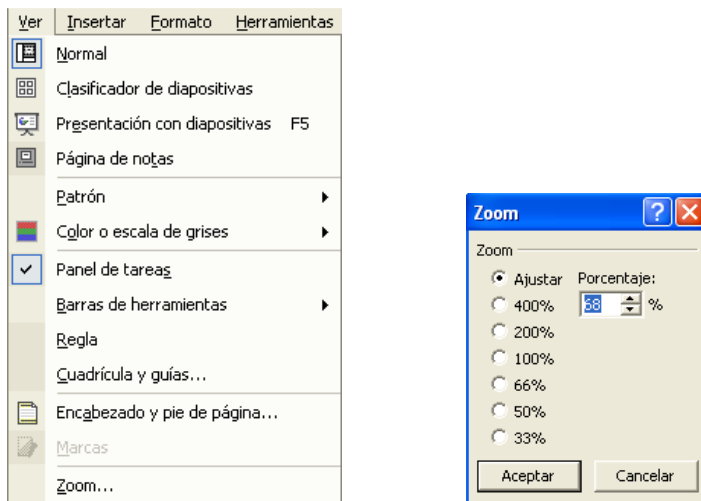 Ver Insertar Formato Herramientas
Normal
Clasificador de diapositivas
Presentación con diapositivas F5
Página de notas
Patrón
Color o escala de grises
Panel de tareas
Barras de herramientas
Regla
Cuadrícula y guías...
Encabezado y pie de página...
Marcas
Zoom...
Zoom
Zoom
Ajustar Porcentaje:
400% 68 %
200%
100%
66%
50%
33%
Aceptar Cancelar